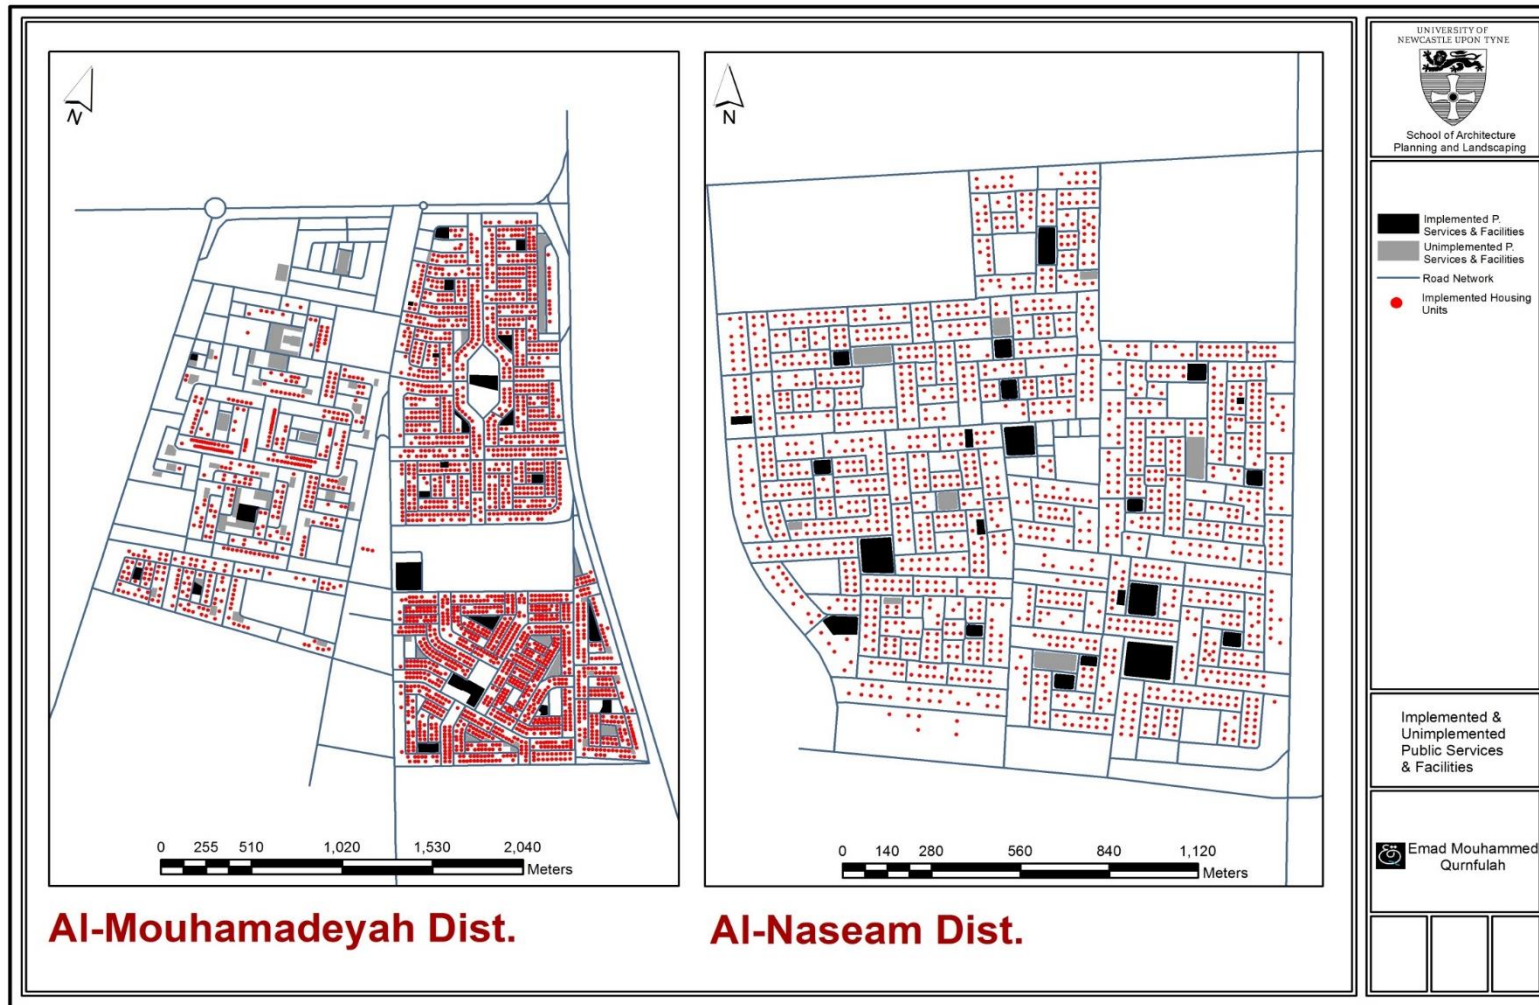 N
0 255 510 1,020 1,530 2,040
Meters
Al-Mouhamadeyah Dist.
N
0 140 280 560 840 1,120
Meters
Al-Naseam Dist.
UNIVERSITY OF
NEWCASTLE UPON TYNE
School of Architecture
Planning and Landscaping
Implemented P.
Services & Facilities
Unimplemented P.
Services & Facilities
Road Network
Implemented Housing
Units
Implemented &
Unimplemented
Public Services
& Facilities
Emad Mouhammed
Qurnfulah